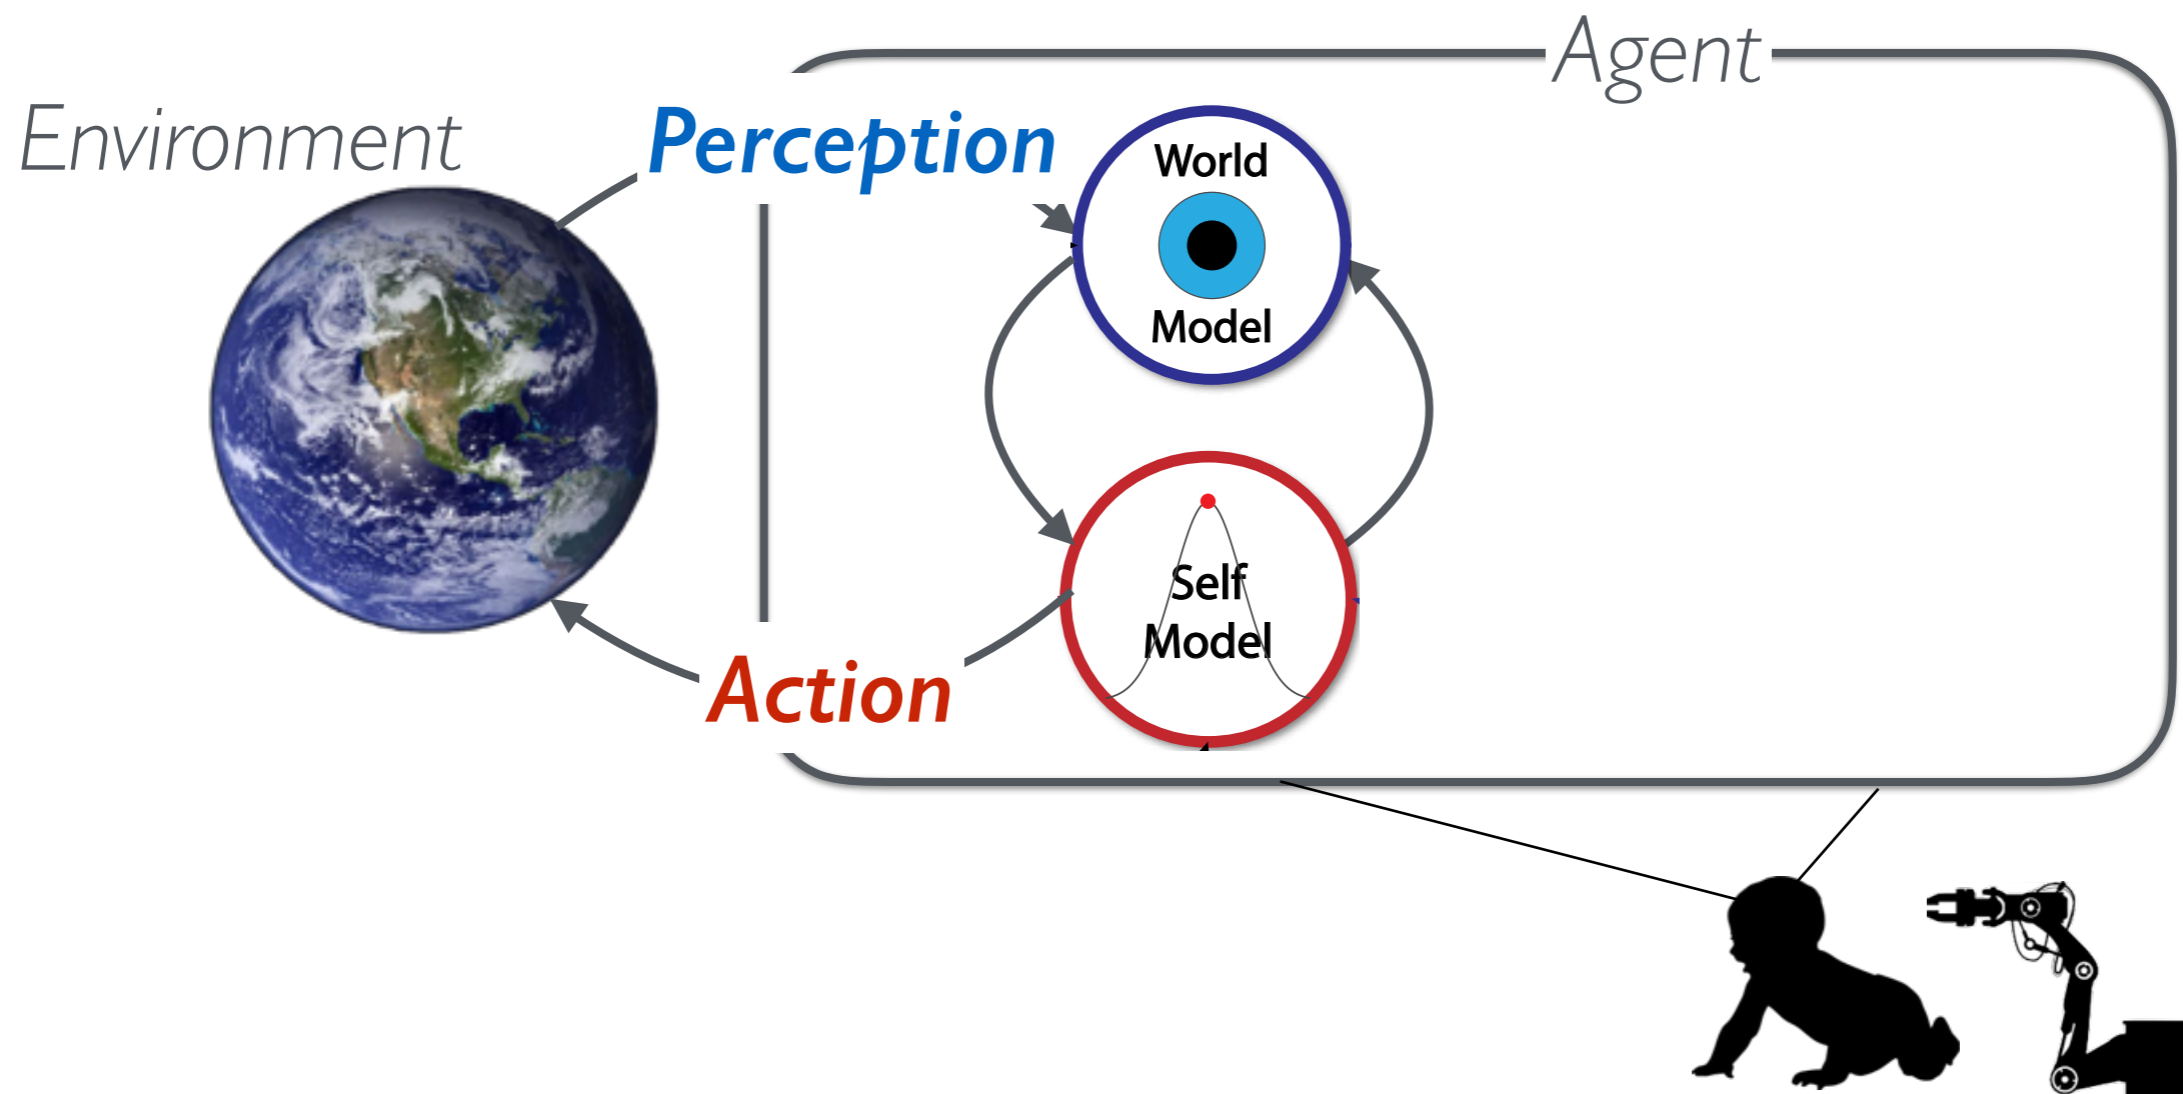 Agent
Environment
Perception
World
Model
Self
Model
Action